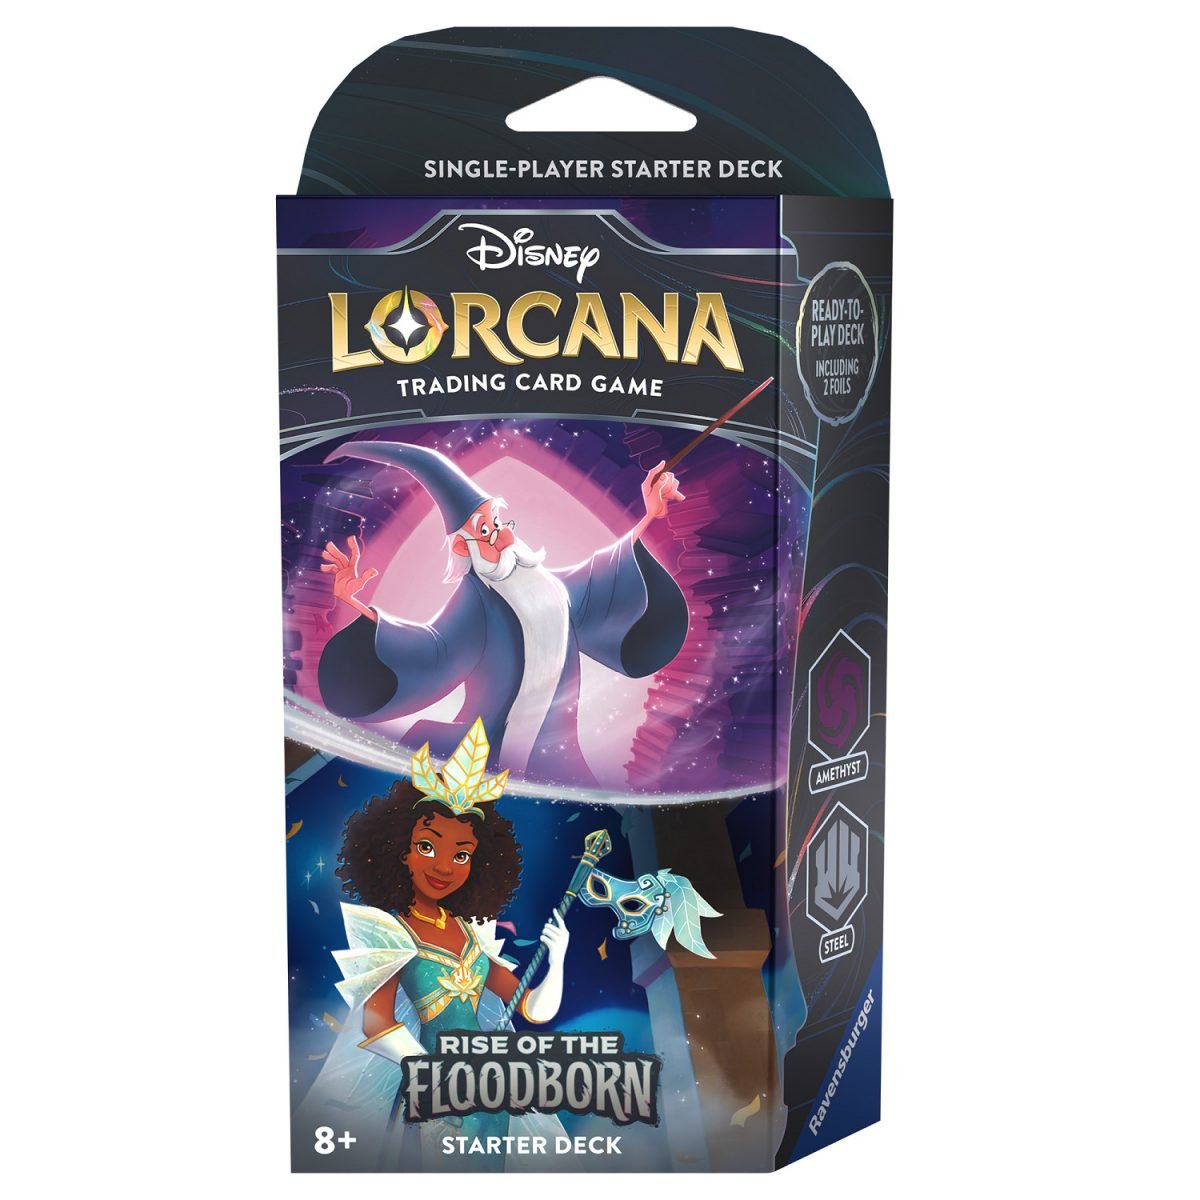 SINGLE-PLAYER STARTER DECK
Disney
LORCANA
TRADING CARD GAME
READY-TO-
PLAY DECK
INCLUDING
2 FOILS
AMETHYST
STEEL
Ravensburger
RISE OF THE
FLOODBORN
8+
STARTER DECK